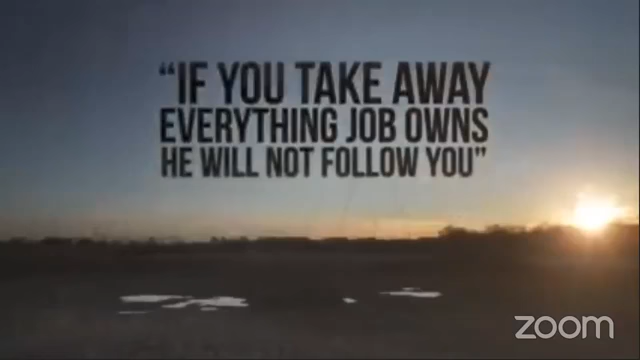 “IF YOU TAKE AWAY
EVERYTHING JOB OWNS
HE WILL NOT FOLLOW YOU”
zoom